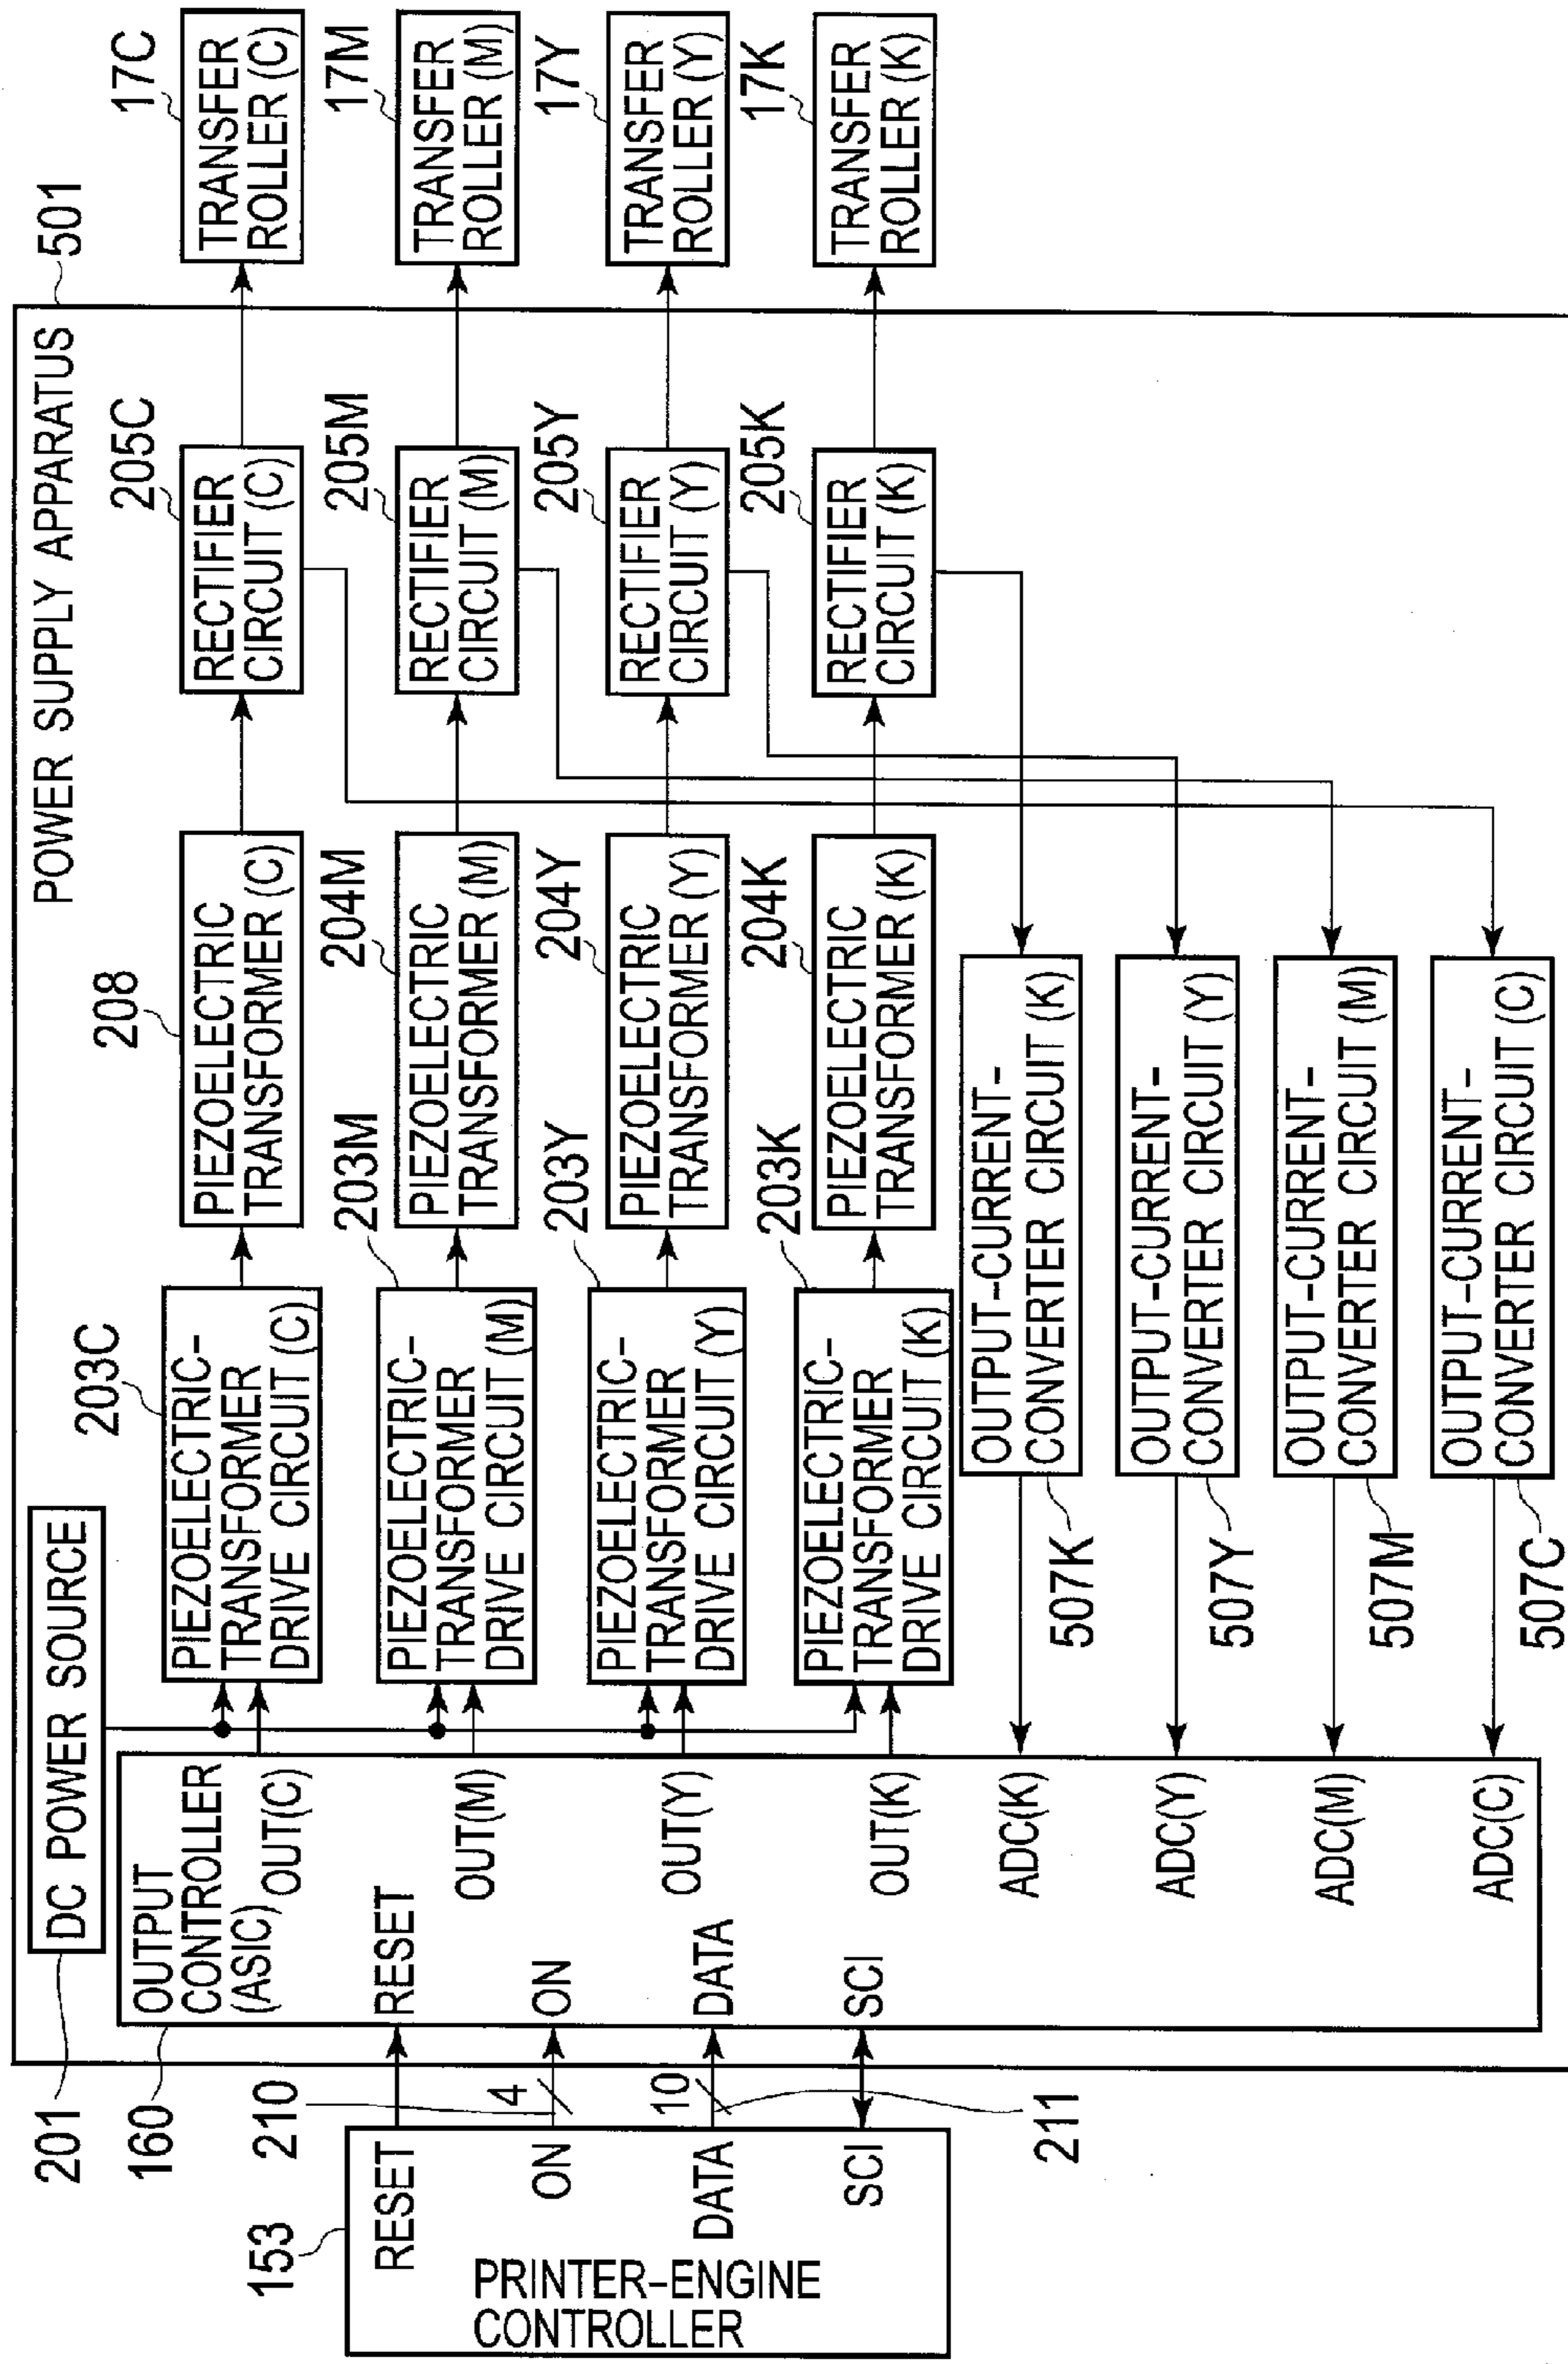 POWER SUPPLY APPARATUS
501
201
DC POWER SOURCE
160
OUTPUT
CONTROLLER
(ASIC)
OUT(C)
RESET
OUT(M)
ON
OUT(Y)
DATA
OUT(K)
SCI
ADC(K)
ADC(Y)
ADC(M)
ADC(C)
153
RESET
ON
DATA
SCI
PRINTER-ENGINE
CONTROLLER
210
4
10
211
203C
PIEZOELECTRIC-
TRANSFORMER
DRIVE CIRCUIT (C)
208
PIEZOELECTRIC
TRANSFORMER (C)
205C
RECTIFIER
CIRCUIT (C)
17C
TRANSFER
ROLLER (C)
203M
PIEZOELECTRIC-
TRANSFORMER
DRIVE CIRCUIT (M)
204M
PIEZOELECTRIC
TRANSFORMER (M)
205M
RECTIFIER
CIRCUIT (M)
17M
TRANSFER
ROLLER (M)
203Y
PIEZOELECTRIC-
TRANSFORMER
DRIVE CIRCUIT (Y)
204Y
PIEZOELECTRIC
TRANSFORMER (Y)
205Y
RECTIFIER
CIRCUIT (Y)
17Y
TRANSFER
ROLLER (Y)
203K
PIEZOELECTRIC-
TRANSFORMER
DRIVE CIRCUIT (K)
204K
PIEZOELECTRIC
TRANSFORMER (K)
205K
RECTIFIER
CIRCUIT (K)
17K
TRANSFER
ROLLER (K)
OUTPUT-CURRENT-
CONVERTER CIRCUIT (K)
507K
OUTPUT-CURRENT-
CONVERTER CIRCUIT (Y)
507Y
OUTPUT-CURRENT-
CONVERTER CIRCUIT (M)
507M
OUTPUT-CURRENT-
CONVERTER CIRCUIT (C)
507C